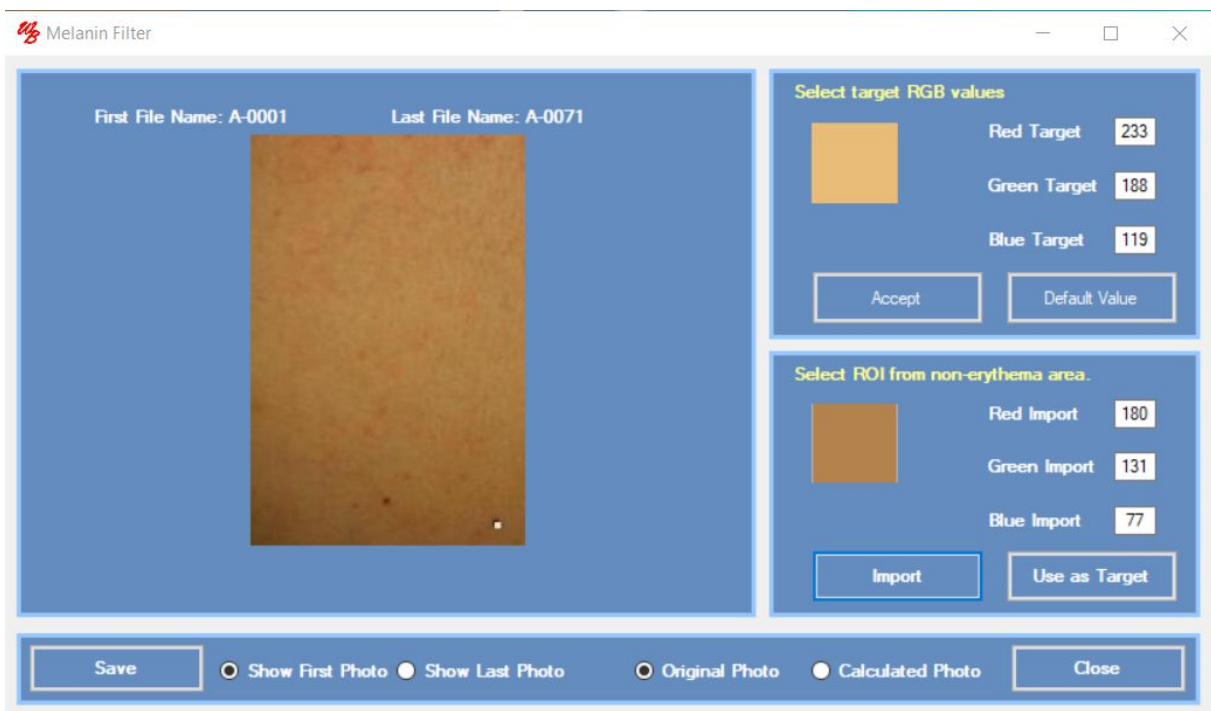 Melanin Filter
First File Name: A-0001 Last File Name: A-0071
Select target RGB values
Red Target 233
Green Target 188
Blue Target 119
Accept Default Value
Select ROI from non-erythema area.
Red Import 180
Green Import 131
Blue Import 77
Import Use as Target
Save Show First Photo Show Last Photo Original Photo Calculated Photo Close